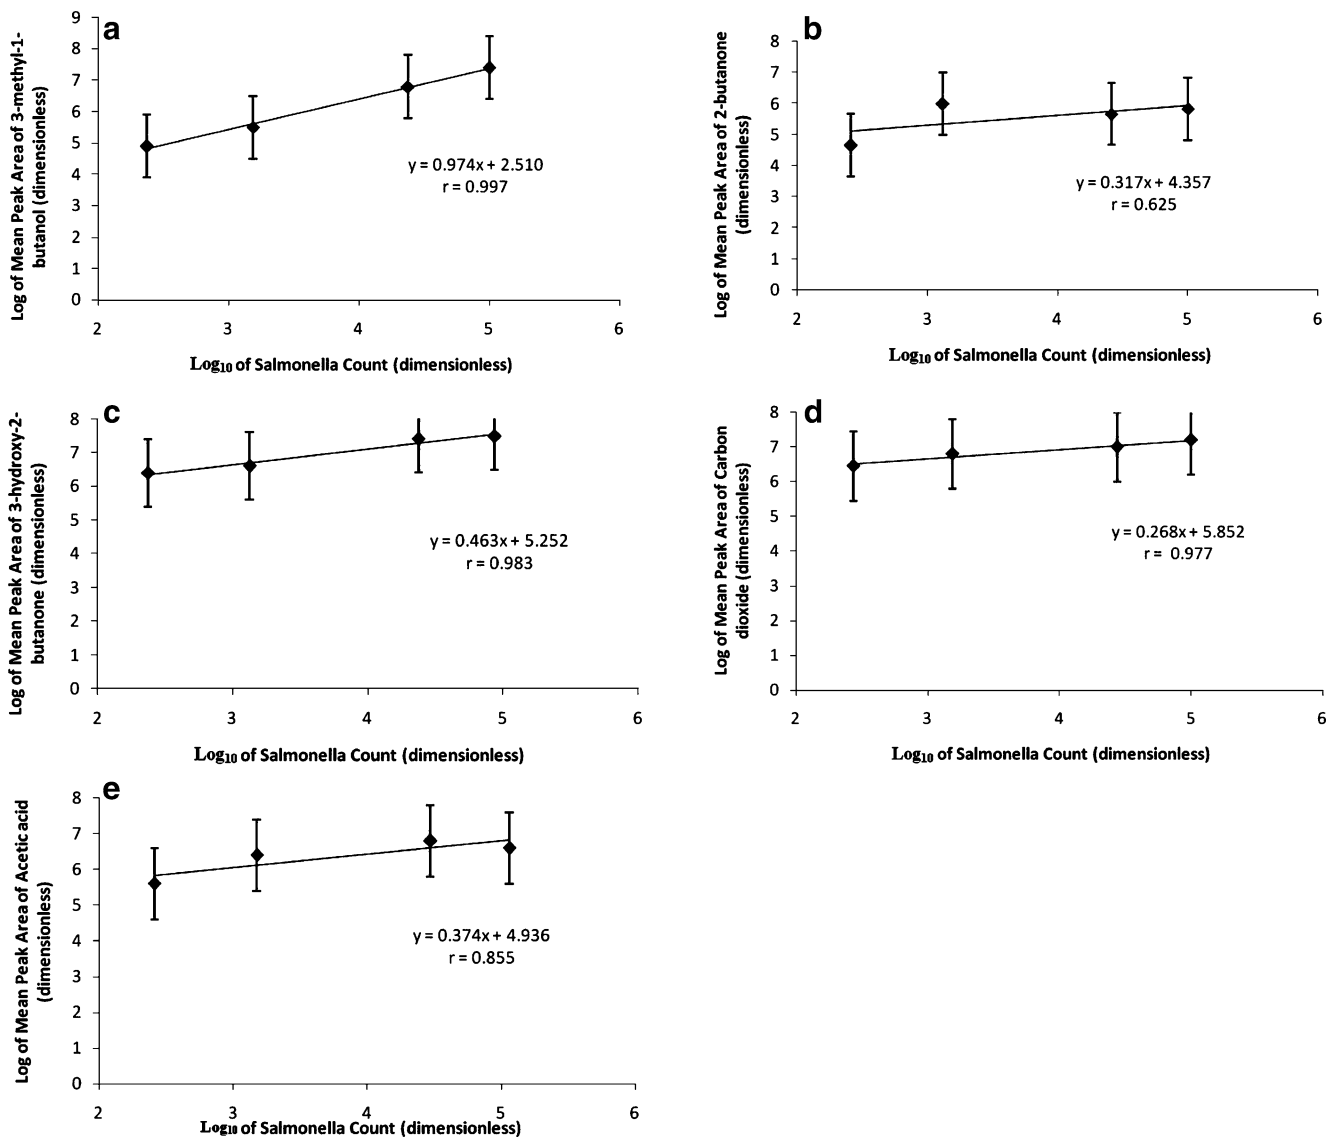 a
Log of Mean Peak Area of 3-methyl-1-
butanol (dimensionless)
9
8
7
6
5
4
3
2
1
0
y = 0.974x + 2.510
r = 0.997
2 3 4 5 6
Log10 of Salmonella Count (dimensionless)
b
Log of Mean Peak Area of 2-butanone
(dimensionless)
8
7
6
5
4
3
2
1
0
y = 0.317x + 4.357
r = 0.625
2 3 4 5 6
Log10 of Salmonella Count (dimensionless)
c
Log of Mean Peak Area of 3-hydroxy-2-
butanone (dimensionless)
8
7
6
5
4
3
2
1
0
y = 0.463x + 5.252
r = 0.983
2 3 4 5 6
Log10 of Salmonella Count (dimensionless)
d
Log of Mean Peak Area of Carbon
dioxide (dimensionless)
8
7
6
5
4
3
2
1
0
y = 0.268x + 5.852
r = 0.977
2 3 4 5 6
Log10 of Salmonella Count (dimensionless)
e
Log of Mean Peak Area of Acetic acid
(dimensionless)
8
7
6
5
4
3
2
1
0
y = 0.374x + 4.936
r = 0.855
2 3 4 5 6
Log10 of Salmonella Count (dimensionless)